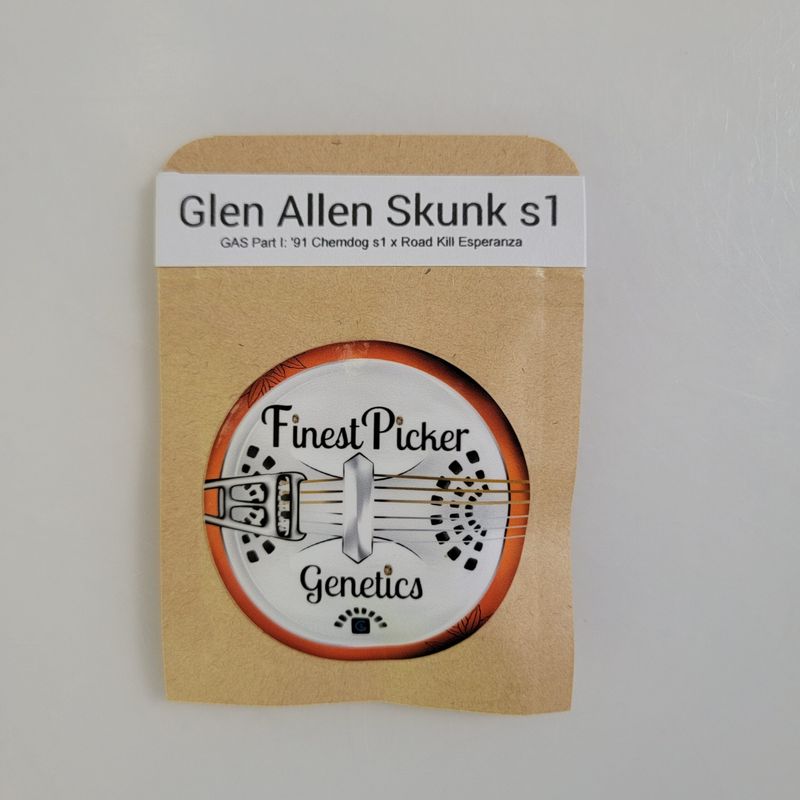 Glen Allen Skunk s1
GAS Part I: '91 Chemdog s1 x Road Kill Esperanza
Finest Picker
Genetics